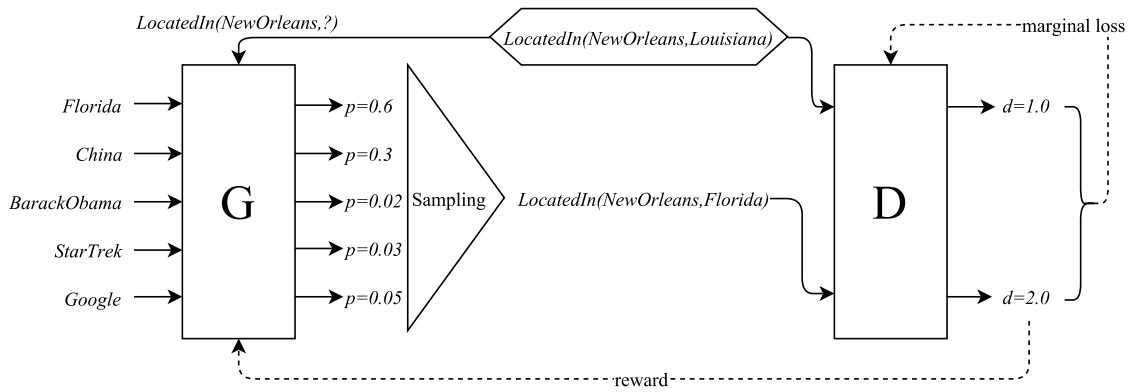 LocatedIn(NewOrleans,?)
LocatedIn(NewOrleans,Louisiana)
marginal loss
Florida
p=0.6
d=1.0
China
p=0.3
BarackObama
G
p=0.02
Sampling
LocatedIn(NewOrleans,Florida)
D
StarTrek
p=0.03
Google
p=0.05
d=2.0
reward